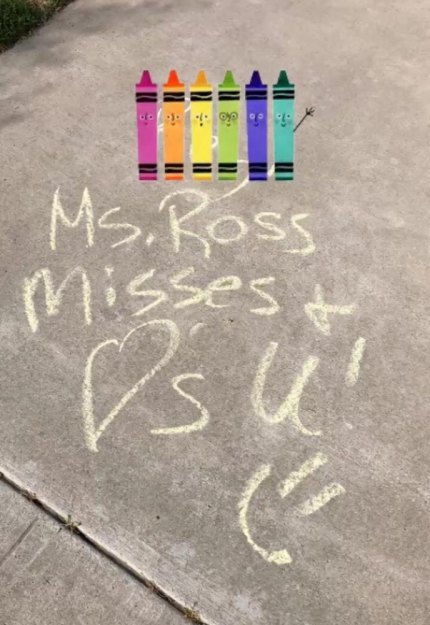 Ms. Ross
Misses +
♡s U!